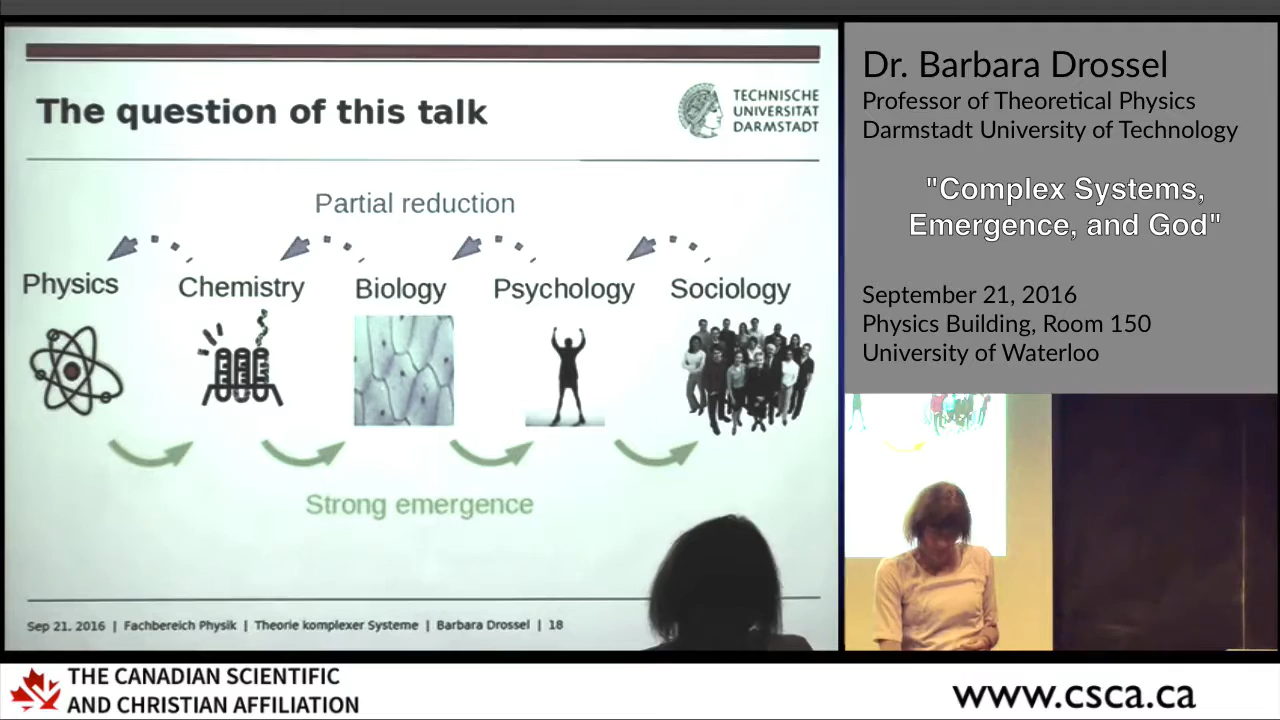 The question of this talk
TECHNISCHE
UNIVERSITÄT
DARMSTADT
Partial reduction
Physics
Chemistry
Biology
Psychology
Sociology
Strong emergence
Sep 21, 2016 | Fachbereich Physik | Theorie komplexer Systeme | Barbara Drossel | 18
Dr. Barbara Drossel
Professor of Theoretical Physics
Darmstadt University of Technology
"Complex Systems,
Emergence, and God"
September 21, 2016
Physics Building, Room 150
University of Waterloo
THE CANADIAN SCIENTIFIC
AND CHRISTIAN AFFILIATION
www.csca.ca